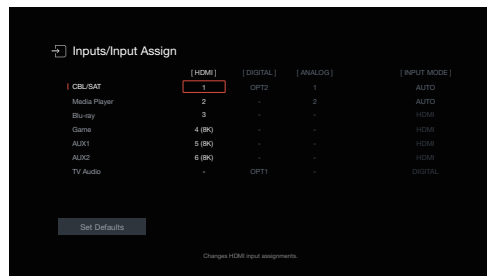 Inputs/Input Assign
[ HDMI ] [ DIGITAL ] [ ANALOG ] [ INPUT MODE ]
CBL/SAT 1 OPT2 1 AUTO
Media Player 2 - 2 AUTO
Blu-ray 3 - - HDMI
Game 4 (8K) - - HDMI
AUX1 5 (8K) - - HDMI
AUX2 6 (8K) - - HDMI
TV Audio - OPT1 - DIGITAL
Set Defaults
Changes HDMI input assignments.